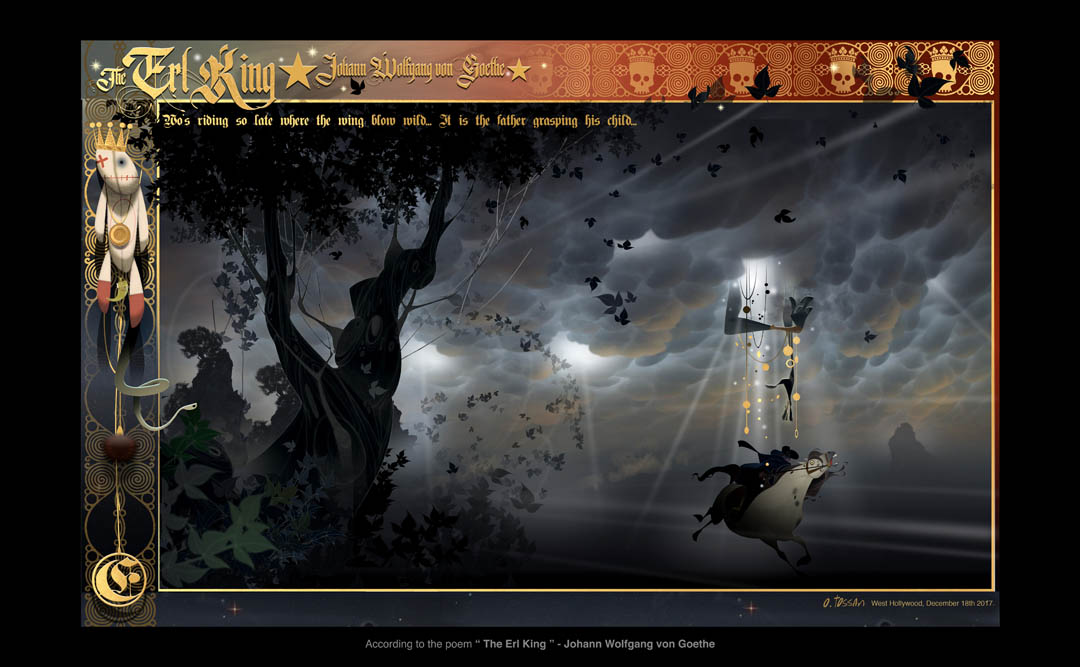 The Erl King ★ Johann Wolfgang von Goethe ★
Wo's riding so late where the wing blow wild... It is the father grasping his child...
E
O. Tossan West Hollywood, December 18th 2017.
According to the poem “ The Erl King ” - Johann Wolfgang von Goethe